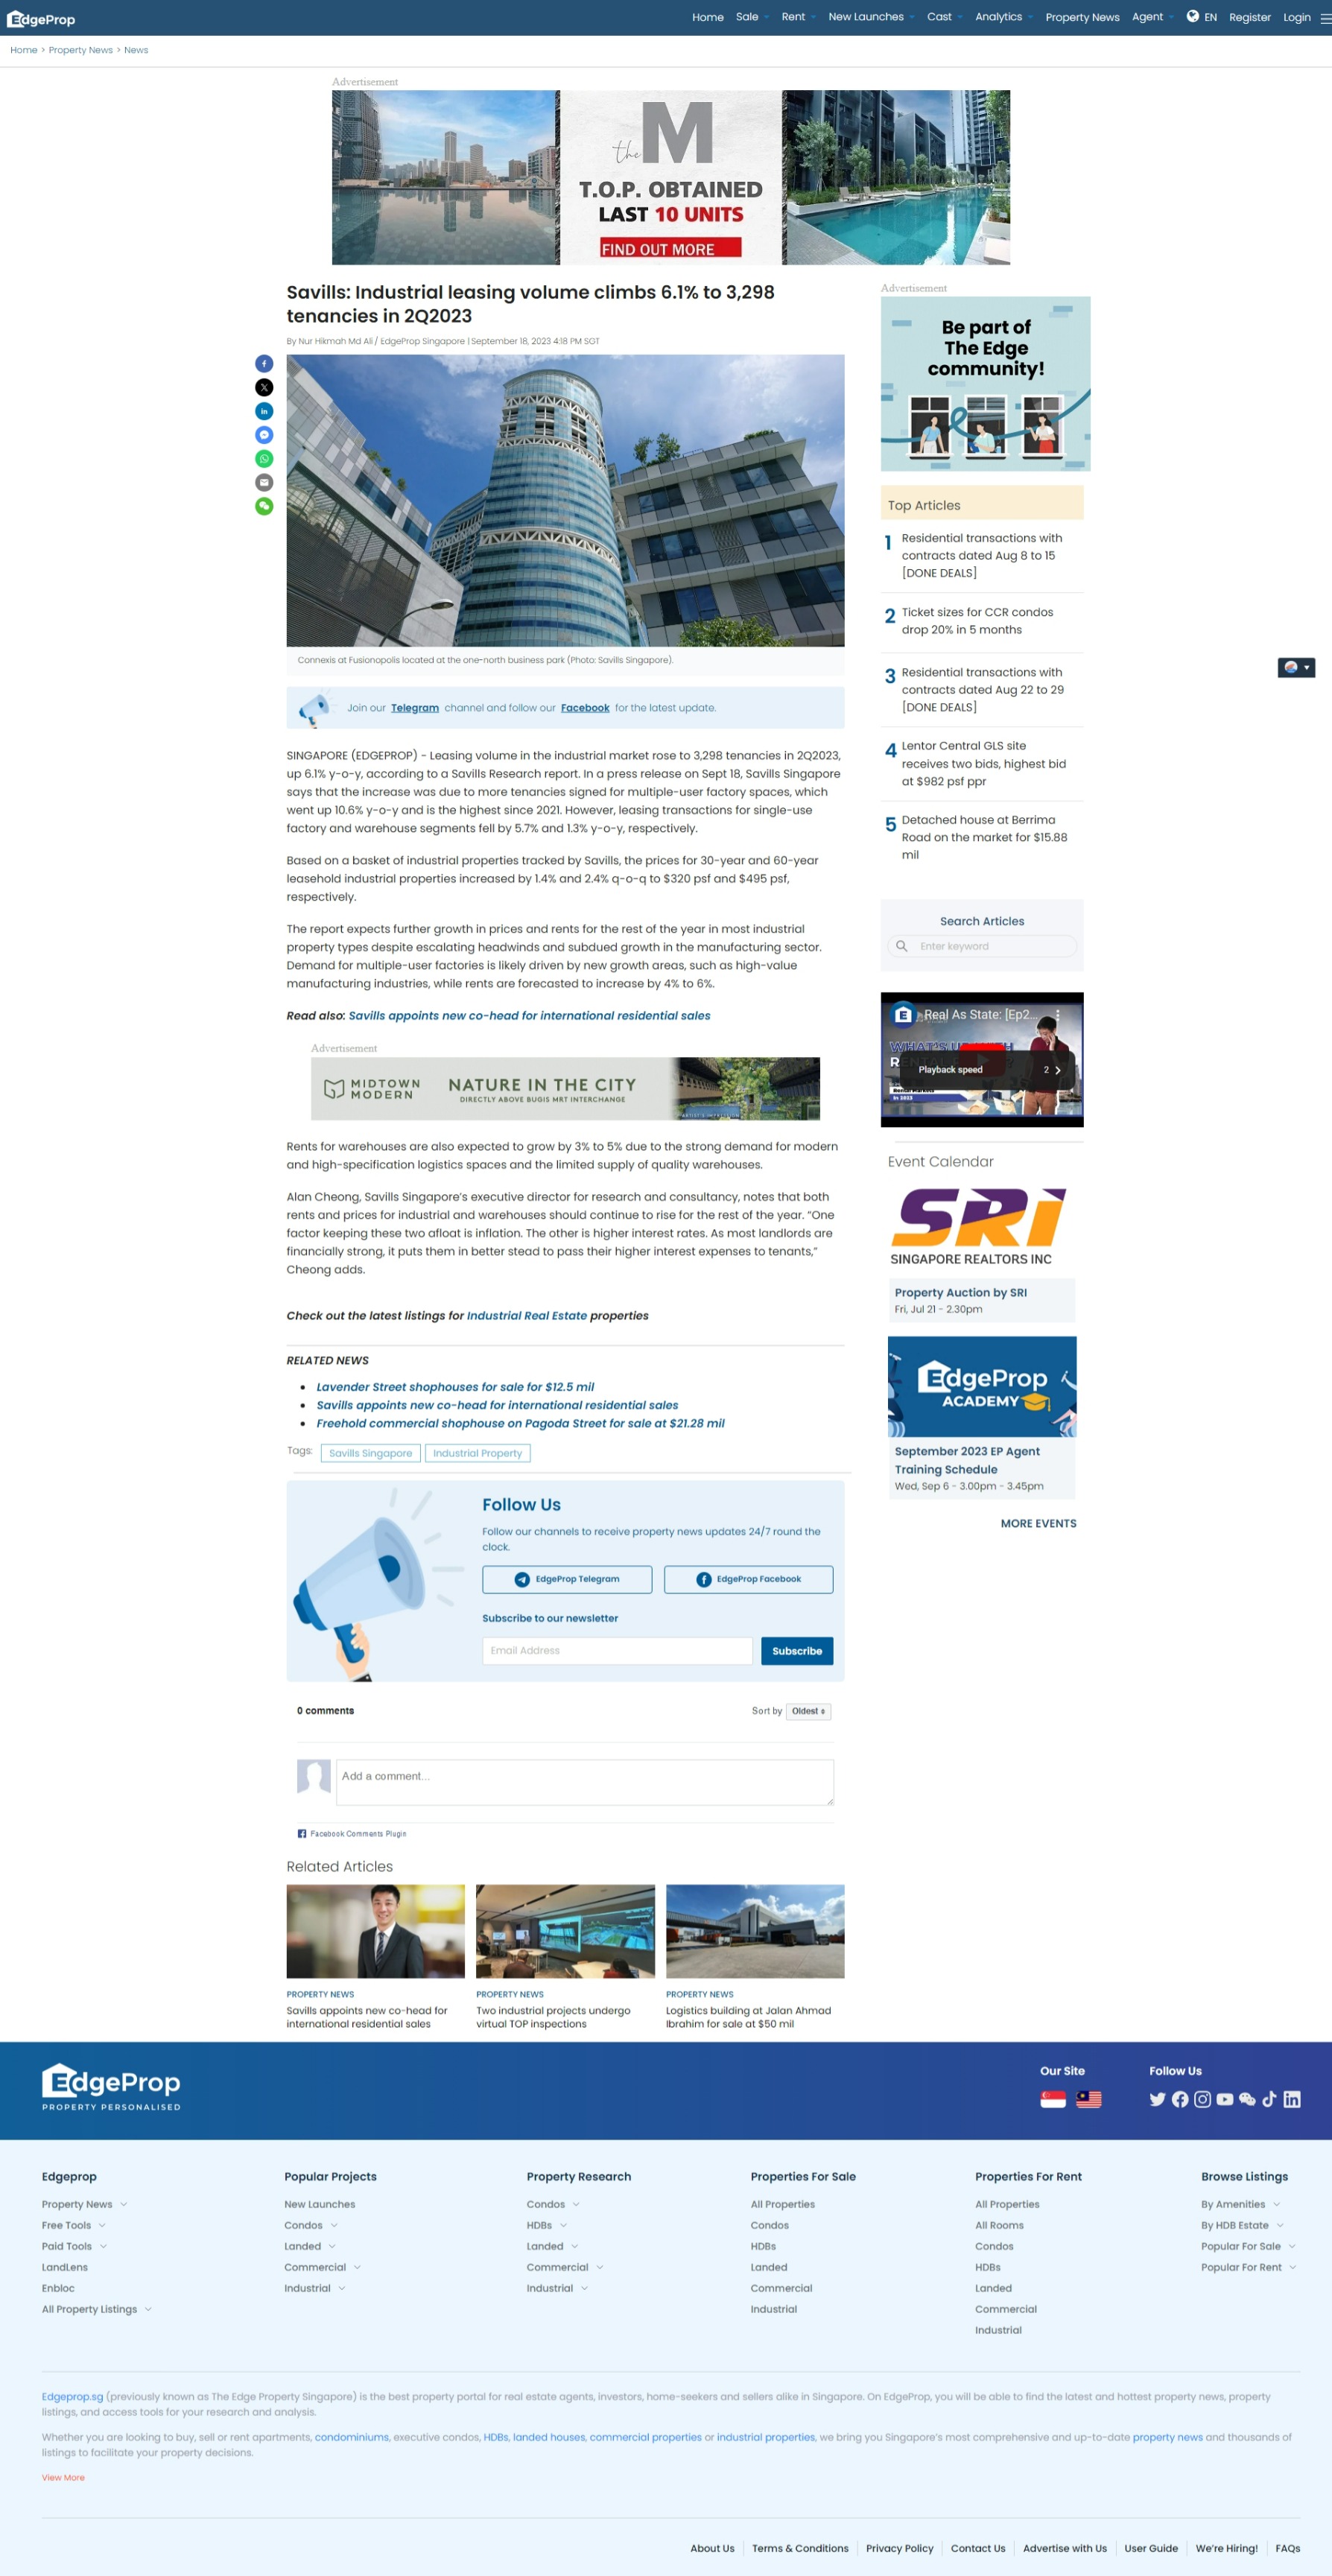 EdgeProp
Home Sale Rent New Launches Cast Analytics Property News Agent EN Register Login
Home > Property News > News
Advertisement
the M
T.O.P. OBTAINED
LAST 10 UNITS
FIND OUT MORE
Savills: Industrial leasing volume climbs 6.1% to 3,298
tenancies in 2Q2023
By Nur Hikmah Md Ali / EdgeProp Singapore | September 18, 2023 4:18 PM SGT
Connexis at Fusionopolis located at the one-north business park (Photo: Savills Singapore).
Join our Telegram channel and follow our Facebook for the latest update.
SINGAPORE (EDGEPROP) - Leasing volume in the industrial market rose to 3,298 tenancies in 2Q2023,
up 6.1% y-o-y, according to a Savills Research report. In a press release on Sept 18, Savills Singapore
says that the increase was due to more tenancies signed for multiple-user factory spaces, which
went up 10.6% y-o-y and is the highest since 2021. However, leasing transactions for single-use
factory and warehouse segments fell by 5.7% and 1.3% y-o-y, respectively.
Based on a basket of industrial properties tracked by Savills, the prices for 30-year and 60-year
leasehold industrial properties increased by 1.4% and 2.4% q-o-q to $320 psf and $495 psf,
respectively.
The report expects further growth in prices and rents for the rest of the year in most industrial
property types despite escalating headwinds and subdued growth in the manufacturing sector.
Demand for multiple-user factories is likely driven by new growth areas, such as high-value
manufacturing industries, while rents are forecasted to increase by 4% to 6%.
Read also: Savills appoints new co-head for international residential sales
Advertisement
MIDTOWN
MODERN
NATURE IN THE CITY
DIRECTLY ABOVE BUGIS MRT INTERCHANGE
Rents for warehouses are also expected to grow by 3% to 5% due to the strong demand for modern
and high-specification logistics spaces and the limited supply of quality warehouses.
Alan Cheong, Savills Singapore's executive director for research and consultancy, notes that both
rents and prices for industrial and warehouses should continue to rise for the rest of the year. "One
factor keeping these two afloat is inflation. The other is higher interest rates. As most landlords are
financially strong, it puts them in better stead to pass their higher interest expenses to tenants,"
Cheong adds.
Check out the latest listings for Industrial Real Estate properties
RELATED NEWS
Lavender Street shophouses for sale for $12.5 mil
Savills appoints new co-head for international residential sales
Freehold commercial shophouse on Pagoda Street for sale at $21.28 mil
Tags: Savills Singapore Industrial Property
Follow Us
Follow our channels to receive property news updates 24/7 round the
clock.
EdgeProp Telegram EdgeProp Facebook
Subscribe to our newsletter
Email Address Subscribe
0 comments Sort by Oldest
Add a comment...
Facebook Comments Plugin
Related Articles
PROPERTY NEWS
Savills appoints new co-head for
international residential sales
PROPERTY NEWS
Two industrial projects undergo
virtual TOP inspections
PROPERTY NEWS
Logistics building at Jalan Ahmad
Ibrahim for sale at $50 mil
Advertisement
Be part of
The Edge
community!
Top Articles
1 Residential transactions with
contracts dated Aug 8 to 15
[DONE DEALS]
2 Ticket sizes for CCR condos
drop 20% in 5 months
3 Residential transactions with
contracts dated Aug 22 to 29
[DONE DEALS]
4 Lentor Central GLS site
receives two bids, highest bid
at $982 psf ppr
5 Detached house at Berrima
Road on the market for $15.88
mil
Search Articles
Enter keyword
Real As State: [Ep2...
Playback speed 2
Event Calendar
SRI
SINGAPORE REALTORS INC
Property Auction by SRI
Fri, Jul 21 - 2.30pm
EdgeProp
ACADEMY
September 2023 EP Agent
Training Schedule
Wed, Sep 6 - 3.00pm - 3.45pm
MORE EVENTS
EdgeProp
PROPERTY PERSONALISED
Our Site
Follow Us
Edgeprop
Property News
Free Tools
Paid Tools
LandLens
Enbloc
All Property Listings
Popular Projects
New Launches
Condos
Landed
Commercial
Industrial
Property Research
Condos
HDBs
Landed
Commercial
Industrial
Properties For Sale
All Properties
Condos
HDBs
Landed
Commercial
Industrial
Properties For Rent
All Properties
All Rooms
Condos
HDBs
Landed
Commercial
Industrial
Browse Listings
By Amenities
By HDB Estate
Popular For Sale
Popular For Rent
Edgeprop.sg (previously known as The Edge Property Singapore) is the best property portal for real estate agents, investors, home-seekers and sellers alike in Singapore. On EdgeProp, you will be able to find the latest and hottest property news, property
listings, and access tools for your research and analysis.
Whether you are looking to buy, sell or rent apartments, condominiums, executive condos, HDBs, landed houses, commercial properties or industrial properties, we bring you Singapore's most comprehensive and up-to-date property news and thousands of
listings to facilitate your property decisions.
View More
About Us Terms & Conditions Privacy Policy Contact Us Advertise with Us User Guide We're Hiring! FAQs